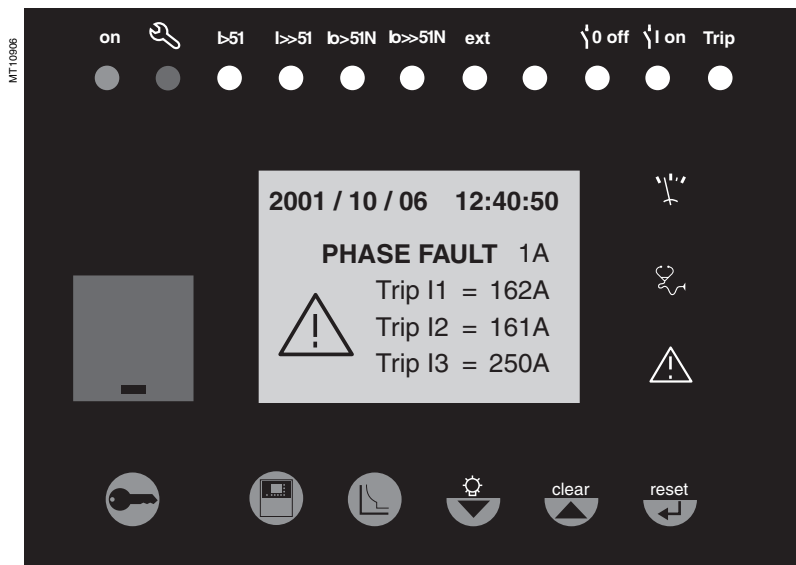 MT10906
on I>51 I>>51 Io>51N Io>>51N ext 0 off I on Trip
2001 / 10 / 06 12:40:50
PHASE FAULT 1A
Trip I1 = 162A
Trip I2 = 161A
Trip I3 = 250A
clear reset